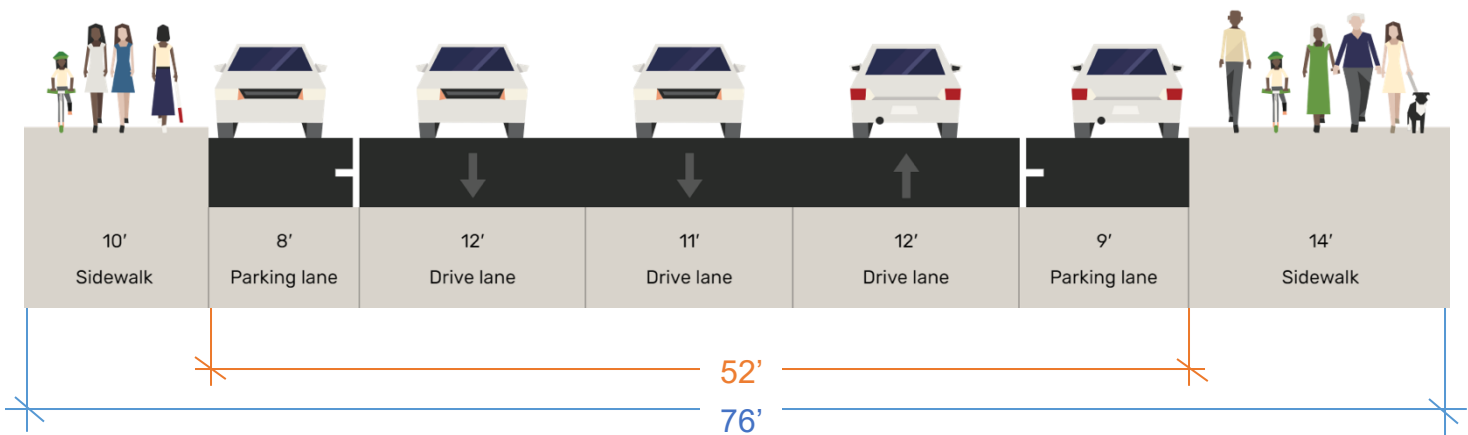 10′ 8′ 12′ 11′ 12′ 9′ 14′
Sidewalk Parking lane Drive lane Drive lane Drive lane Parking lane Sidewalk
52’
76’